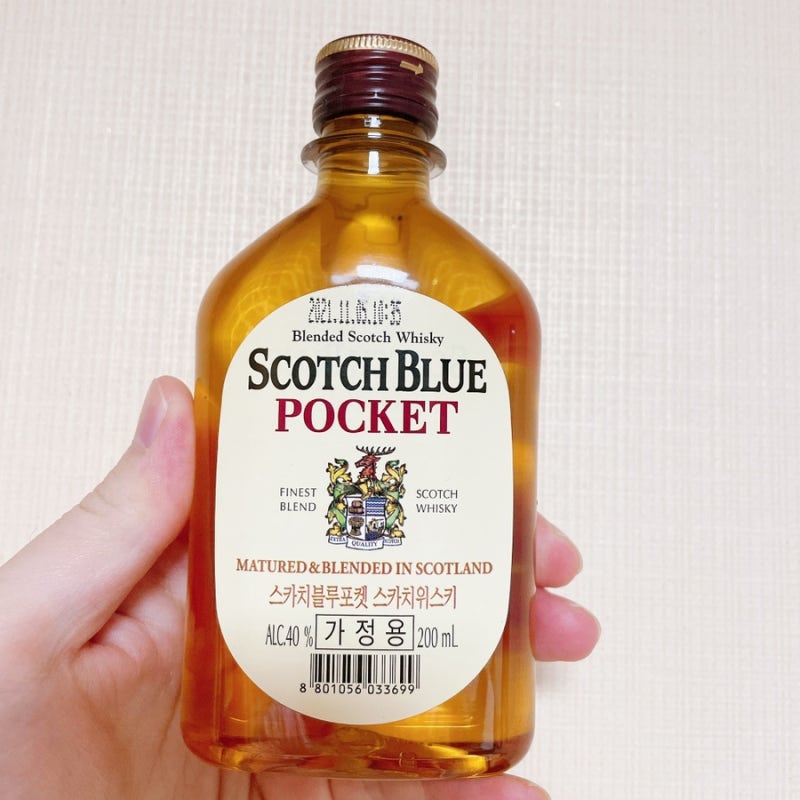 2021.11.05.10:35
Blended Scotch Whisky
SCOTCH BLUE
POCKET
FINEST BLEND
SCOTCH WHISKY
EXTRA QUALITY
MATURED & BLENDED IN SCOTLAND
스카치블루포켓 스카치위스키
ALC.40 % 가정용 200 mL
8 801056 033699